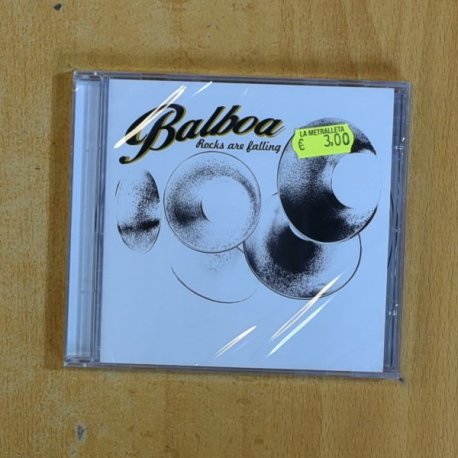 Balboa
Rocks are falling
LA METRALLETA
€ 3,00